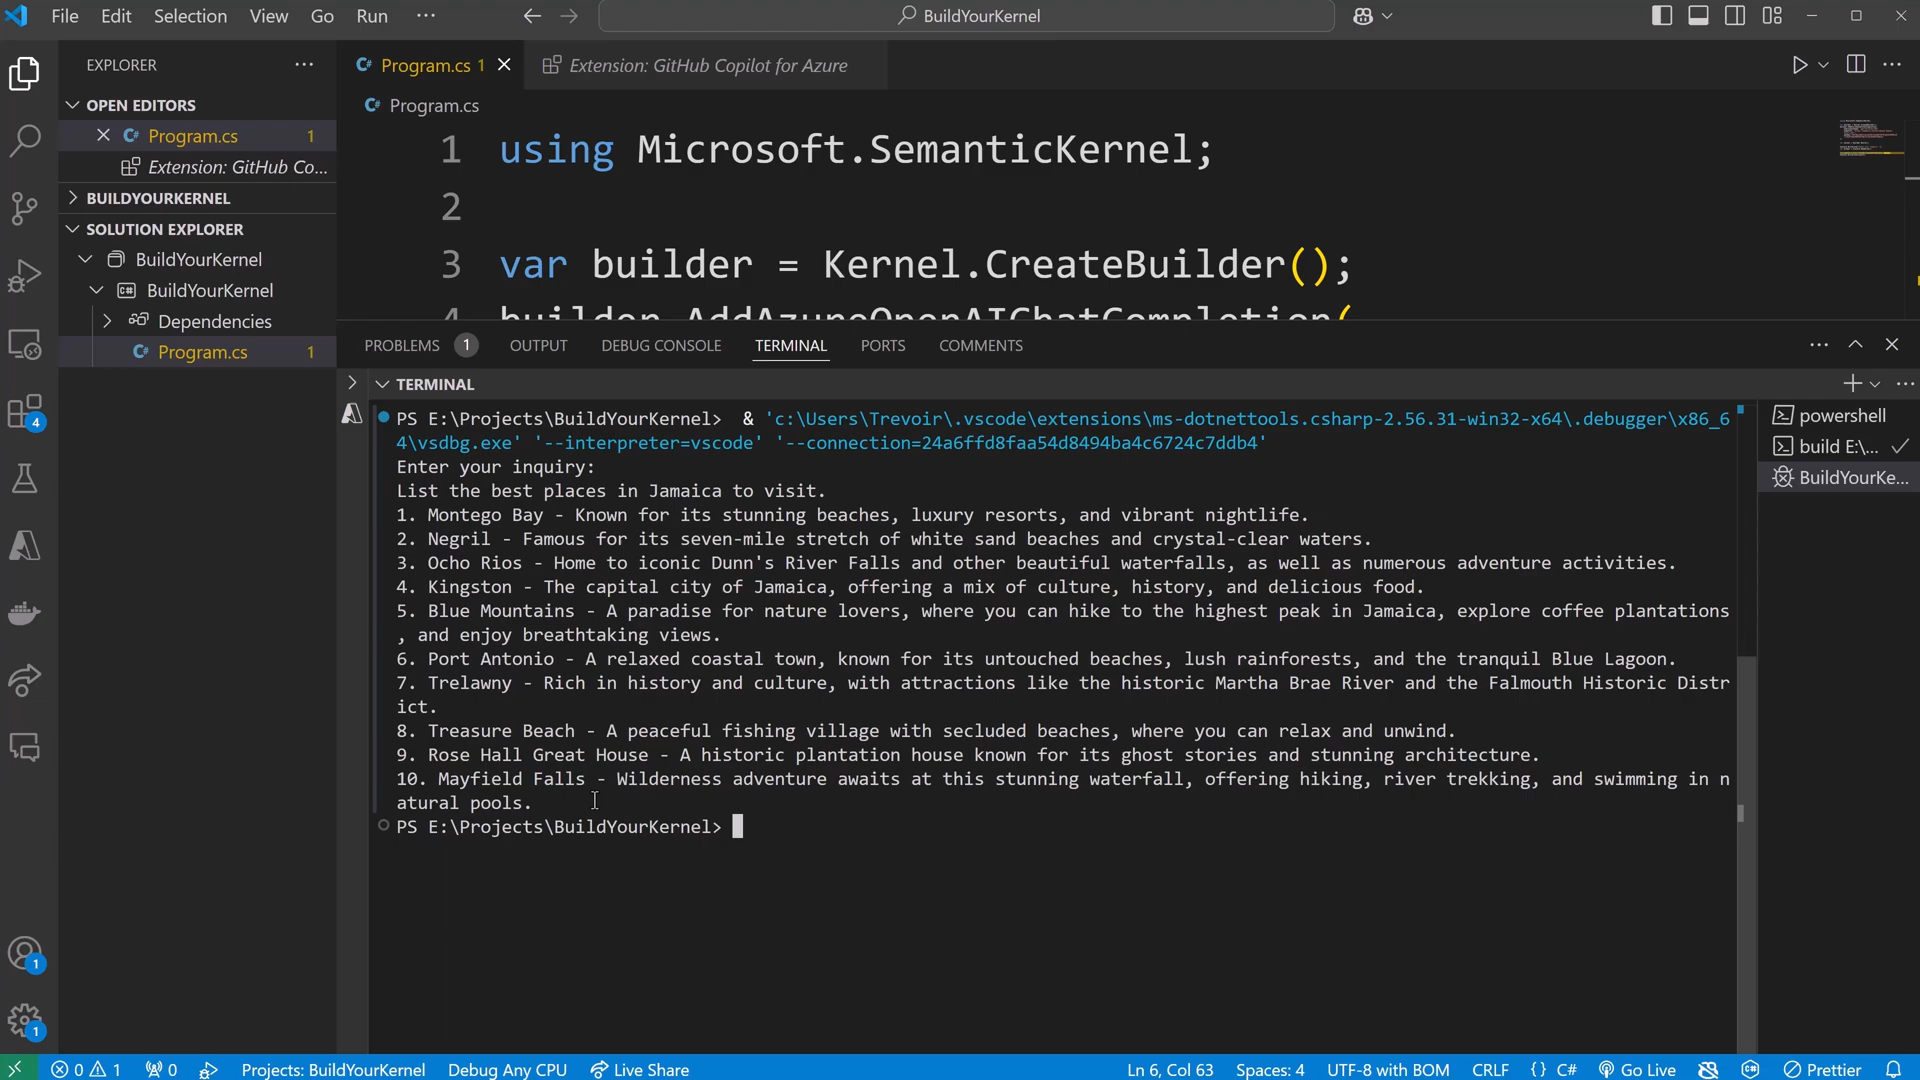 File Edit Selection View Go Run ··· BuildYourKernel
EXPLORER ···
OPEN EDITORS
Program.cs 1
Extension: GitHub Co...
BUILDYOURKERNEL
SOLUTION EXPLORER
BuildYourKernel
BuildYourKernel
Dependencies
Program.cs 1
4
1
1
Program.cs 1 Extension: GitHub Copilot for Azure
Program.cs
1 using Microsoft.SemanticKernel;
2
3 var builder = Kernel.CreateBuilder();
4 builder.AddAzureOpenAIChatCompletion(
PROBLEMS 1 OUTPUT DEBUG CONSOLE TERMINAL PORTS COMMENTS
TERMINAL
PS E:\Projects\BuildYourKernel>  & 'c:\Users\Trevoir\.vscode\extensions\ms-dotnettools.csharp-2.56.31-win32-x64\.debugger\x86_6
4\vsdbg.exe' '--interpreter=vscode' '--connection=24a6ffd8faa54d8494ba4c6724c7ddb4'
Enter your inquiry:
List the best places in Jamaica to visit.
1. Montego Bay - Known for its stunning beaches, luxury resorts, and vibrant nightlife.
2. Negril - Famous for its seven-mile stretch of white sand beaches and crystal-clear waters.
3. Ocho Rios - Home to iconic Dunn's River Falls and other beautiful waterfalls, as well as numerous adventure activities.
4. Kingston - The capital city of Jamaica, offering a mix of culture, history, and delicious food.
5. Blue Mountains - A paradise for nature lovers, where you can hike to the highest peak in Jamaica, explore coffee plantations
, and enjoy breathtaking views.
6. Port Antonio - A relaxed coastal town, known for its untouched beaches, lush rainforests, and the tranquil Blue Lagoon.
7. Trelawny - Rich in history and culture, with attractions like the historic Martha Brae River and the Falmouth Historic Distr
ict.
8. Treasure Beach - A peaceful fishing village with secluded beaches, where you can relax and unwind.
9. Rose Hall Great House - A historic plantation house known for its ghost stories and stunning architecture.
10. Mayfield Falls - Wilderness adventure awaits at this stunning waterfall, offering hiking, river trekking, and swimming in n
atural pools.
PS E:\Projects\BuildYourKernel>
powershell
build E:\...
BuildYourKe...
0 1 0 Projects: BuildYourKernel Debug Any CPU Live Share Ln 6, Col 63 Spaces: 4 UTF-8 with BOM CRLF {} C# Go Live Prettier